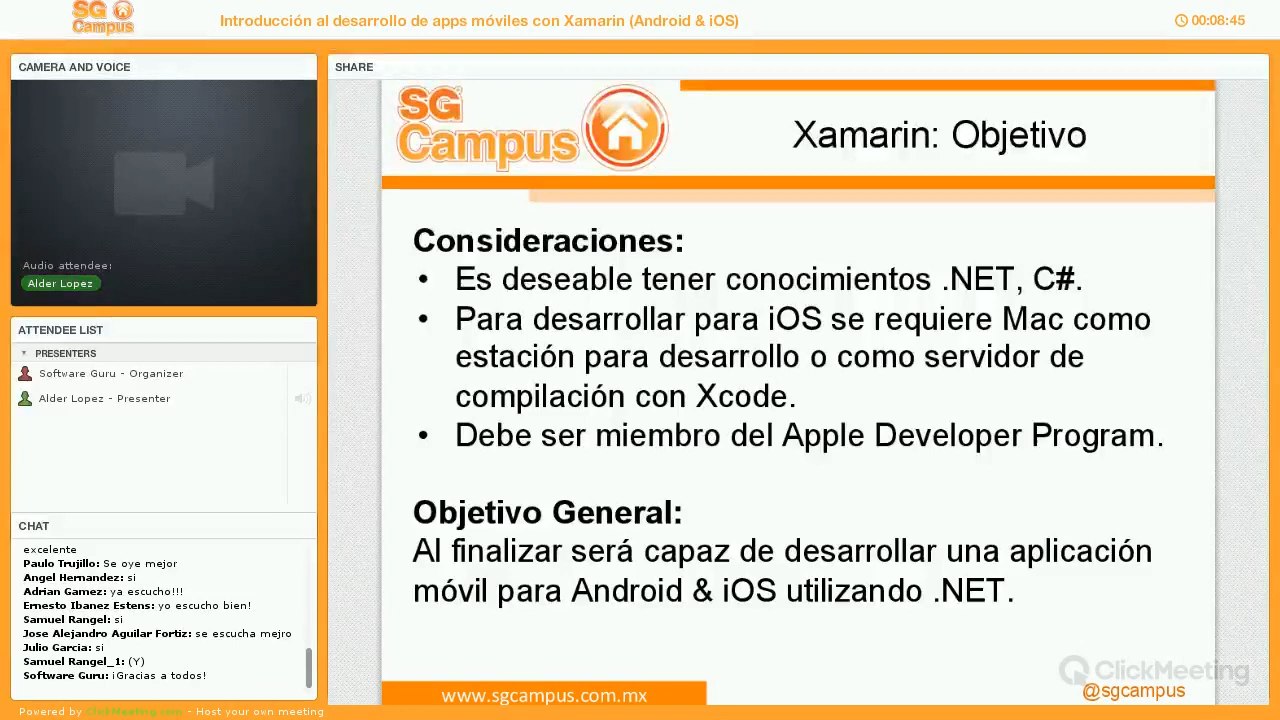 SG Campus
Introducción al desarrollo de apps móviles con Xamarin (Android & iOS)
00:08:45
CAMERA AND VOICE
Audio attendee:
Alder Lopez
ATTENDEE LIST
PRESENTERS
Software Guru - Organizer
Alder Lopez - Presenter
CHAT
excelente
Paulo Trujillo: Se oye mejor
Angel Hernandez: si
Adrian Gamez: ya escucho!!!
Ernesto Ibanez Estens: yo escucho bien!
Samuel Rangel: si
Jose Alejandro Aguilar Fortiz: se escucha mejro
Julio Garcia: si
Samuel Rangel_1: (Y)
Software Guru: ¡Gracias a todos!
Powered by ClickMeeting.com - Host your own meeting
SHARE
SG
Campus
Xamarin: Objetivo
Consideraciones:
• Es deseable tener conocimientos .NET, C#.
• Para desarrollar para iOS se requiere Mac como
estación para desarrollo o como servidor de
compilación con Xcode.
• Debe ser miembro del Apple Developer Program.
Objetivo General:
Al finalizar será capaz de desarrollar una aplicación
móvil para Android & iOS utilizando .NET.
ClickMeeting
www.sgcampus.com.mx
@sgcampus